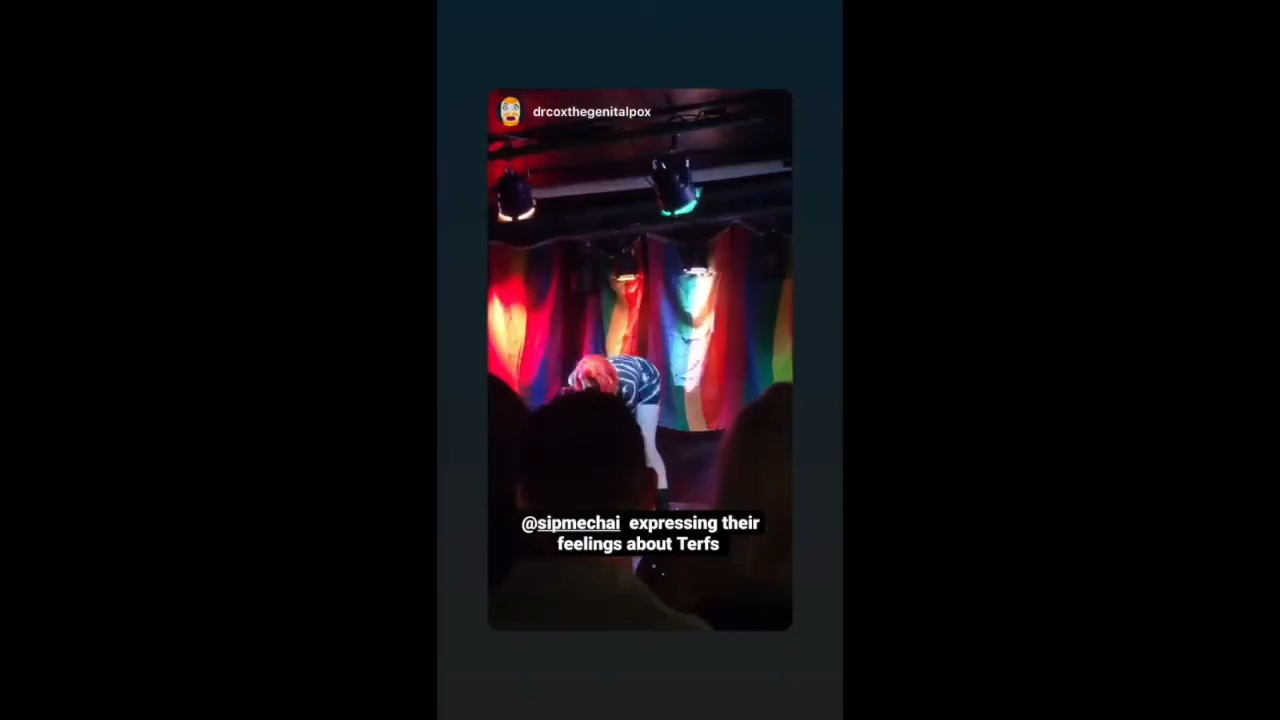 drcoxthegenitalpox
@sipmechai expressing their
feelings about Terfs